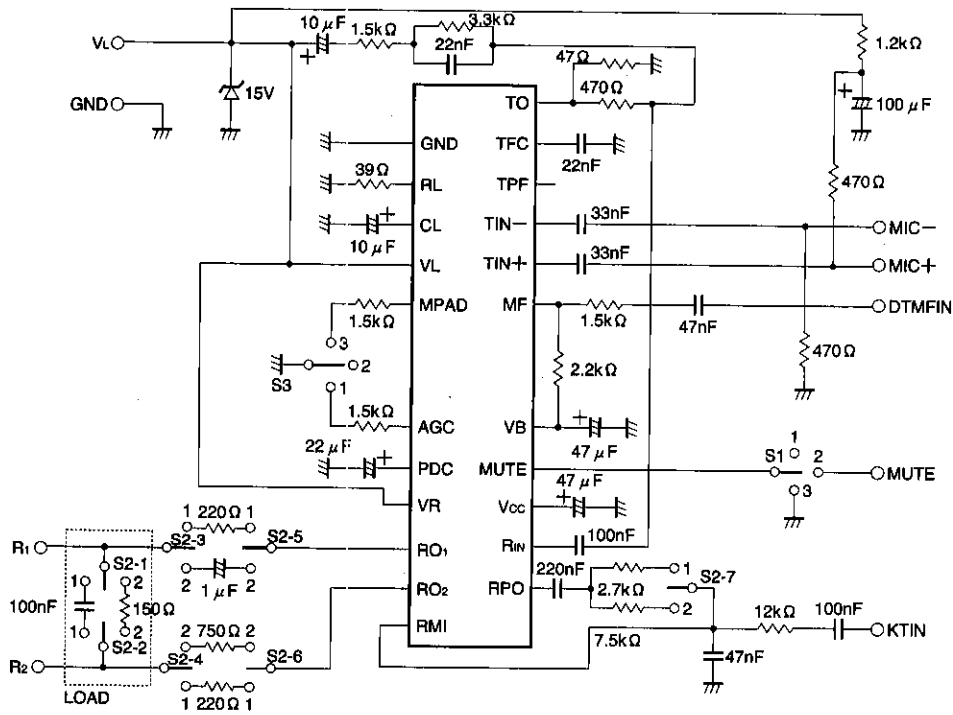 10 μF
1.5kΩ
3.3kΩ
22nF
VL
+
47Ω
470Ω
1.2kΩ
15V
GND
+
100 μF
TO
GND
TFC
22nF
39Ω
RL
TPF
470Ω
CL
+
10 μF
TIN−
33nF
MIC−
VL
TIN+
33nF
MIC+
MPAD
1.5kΩ
MF
1.5kΩ
47nF
DTMFIN
3
2
S3
1
470Ω
2.2kΩ
1.5kΩ
AGC
VB
+
47 μF
22 μF
+
PDC
MUTE
S1
1
2
3
MUTE
VR
47 μF
Vcc
+
1 220Ω 1
R1
S2-3
S2-5
RO1
RIN
100nF
2
1 μF
2
S2-1
RO2
RPO
220nF
1
2.7kΩ
S2-7
2
100nF
1
2
150Ω
1
2
S2-2
RMI
7.5kΩ
12kΩ
100nF
KTIN
2 750Ω 2
R2
S2-4
S2-6
47nF
LOAD
1 220Ω 1